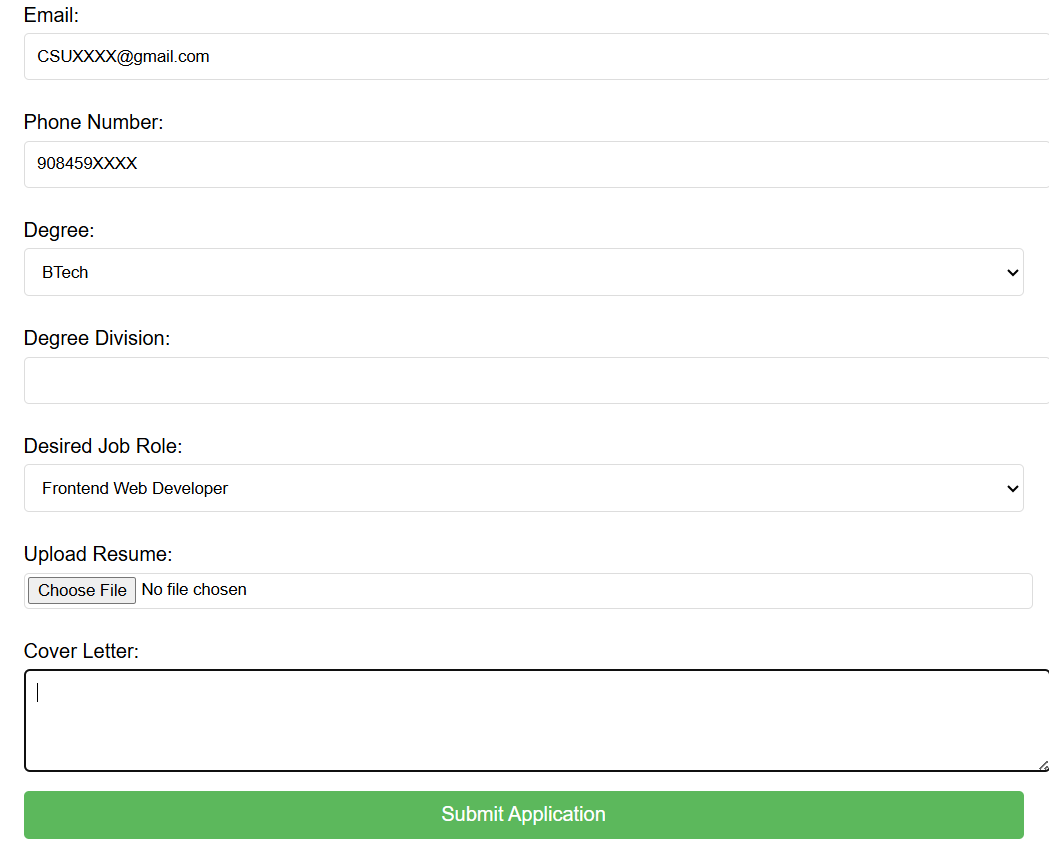 Email:
CSUXXXX@gmail.com
Phone Number:
908459XXXX
Degree:
BTech
Degree Division:
Desired Job Role:
Frontend Web Developer
Upload Resume:
Choose File No file chosen
Cover Letter:
Submit Application